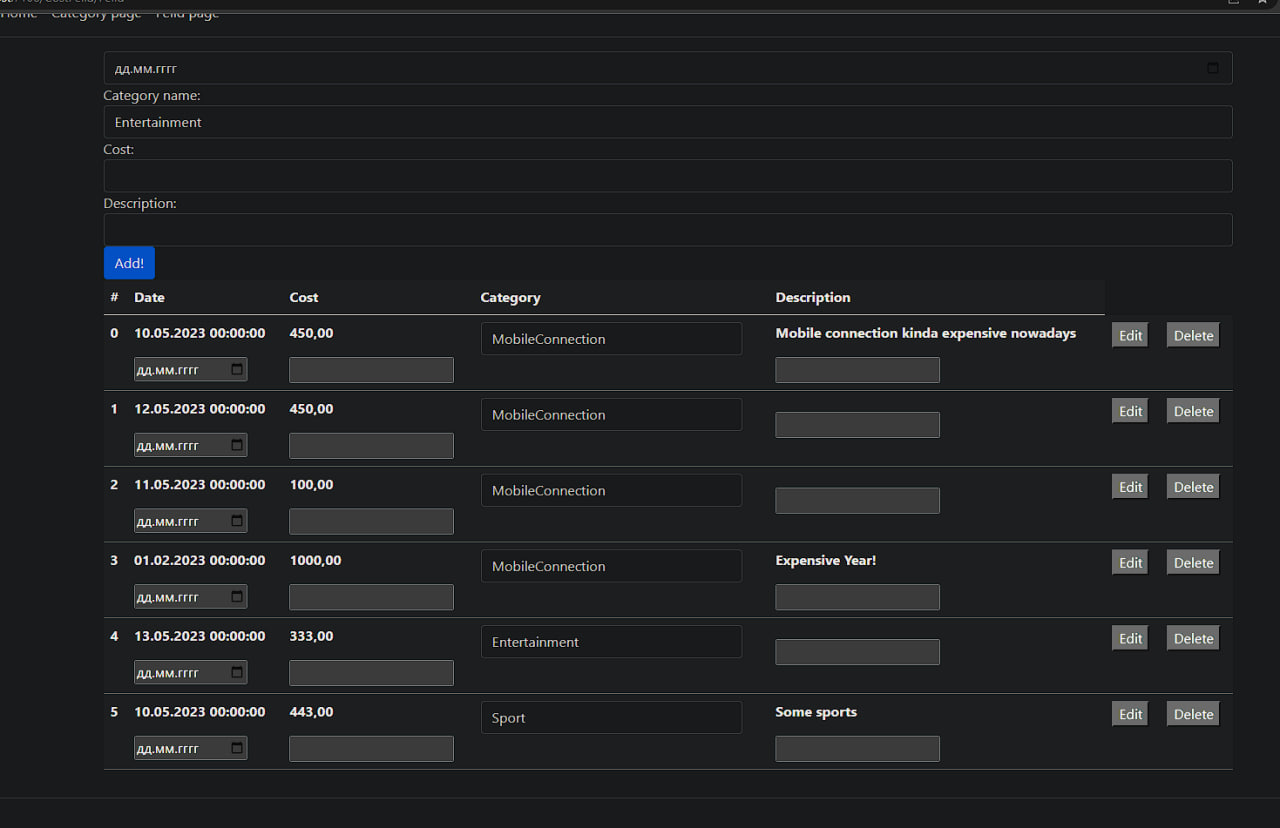 Home Category page Feild page
дд.мм.гггг
Category name:
Entertainment
Cost:
Description:
Add!
# Date Cost Category Description
0 10.05.2023 00:00:00 450,00 MobileConnection Mobile connection kinda expensive nowadays Edit Delete
дд.мм.гггг
1 12.05.2023 00:00:00 450,00 MobileConnection Edit Delete
дд.мм.гггг
2 11.05.2023 00:00:00 100,00 MobileConnection Edit Delete
дд.мм.гггг
3 01.02.2023 00:00:00 1000,00 MobileConnection Expensive Year! Edit Delete
дд.мм.гггг
4 13.05.2023 00:00:00 333,00 Entertainment Edit Delete
дд.мм.гггг
5 10.05.2023 00:00:00 443,00 Sport Some sports Edit Delete
дд.мм.гггг